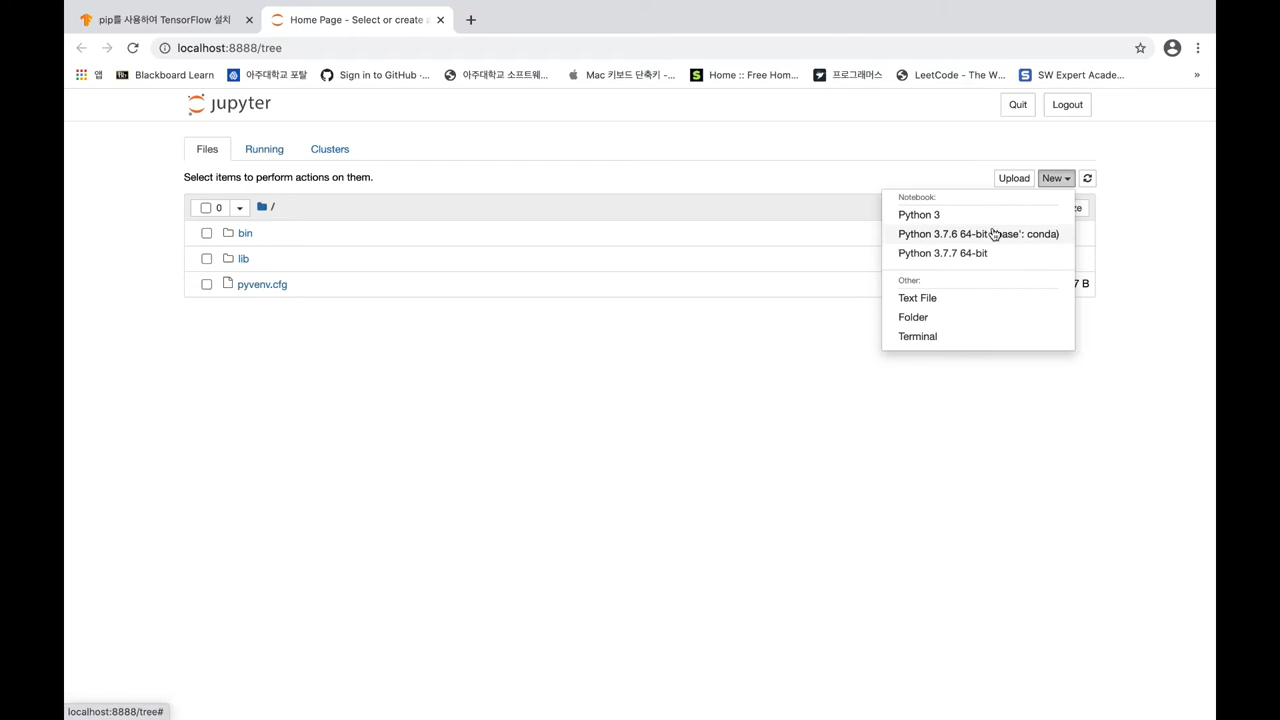 pip를 사용하여 TensorFlow 설치
Home Page - Select or create
localhost:8888/tree
앱
Blackboard Learn
아주대학교 포탈
Sign in to GitHub ·...
아주대학교 소프트웨...
Mac 키보드 단축키 -...
Home :: Free Hom...
프로그래머스
LeetCode - The W...
SW Expert Acade...
»
jupyter
Quit
Logout
Files
Running
Clusters
Select items to perform actions on them.
Upload
New
0
/
bin
lib
pyvenv.cfg
Notebook:
Python 3
Python 3.7.6 64-bit ase': conda)
Python 3.7.7 64-bit
Other:
Text File
Folder
Terminal
ze
7 B
localhost:8888/tree#